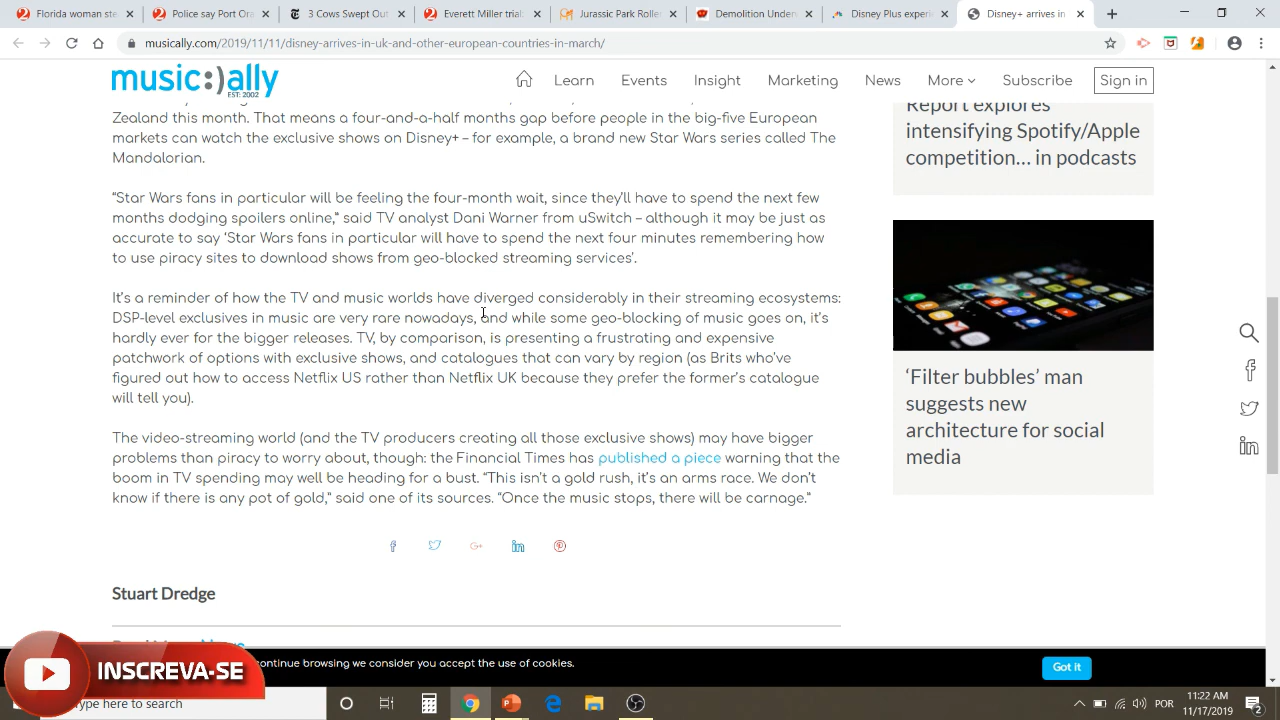 Florida woman ste
Police say Port Ora
3 Cows Swept Out
Everett Miller trial
Jurassic Park Roller
Demolition Underw
Disney Plus experi
Disney+ arrives in
musically.com/2019/11/11/disney-arrives-in-uk-and-other-european-countries-in-march/
music:)ally
EST: 2002
Learn Events Insight Marketing News More Subscribe Sign in
Zealand this month. That means a four-and-a-half months gap before people in the big-five European
markets can watch the exclusive shows on Disney+ – for example, a brand new Star Wars series called The
Mandalorian.
“Star Wars fans in particular will be feeling the four-month wait, since they’ll have to spend the next few
months dodging spoilers online,” said TV analyst Dani Warner from uSwitch – although it may be just as
accurate to say ‘Star Wars fans in particular will have to spend the next four minutes remembering how
to use piracy sites to download shows from geo-blocked streaming services’.
It’s a reminder of how the TV and music worlds have diverged considerably in their streaming ecosystems:
DSP-level exclusives in music are very rare nowadays, and while some geo-blocking of music goes on, it’s
hardly ever for the bigger releases. TV, by comparison, is presenting a frustrating and expensive
patchwork of options with exclusive shows, and catalogues that can vary by region (as Brits who’ve
figured out how to access Netflix US rather than Netflix UK because they prefer the former’s catalogue
will tell you).
The video-streaming world (and the TV producers creating all those exclusive shows) may have bigger
problems than piracy to worry about, though: the Financial Times has published a piece warning that the
boom in TV spending may well be heading for a bust. “This isn’t a gold rush, it’s an arms race. We don’t
know if there is any pot of gold,” said one of its sources. “Once the music stops, there will be carnage.”
Stuart Dredge
Report explores
intensifying Spotify/Apple
competition… in podcasts
‘Filter bubbles’ man
suggests new
architecture for social
media
continue browsing we consider you accept the use of cookies.
Got it
INSCREVA-SE
ype here to search
POR
11:22 AM
11/17/2019
2